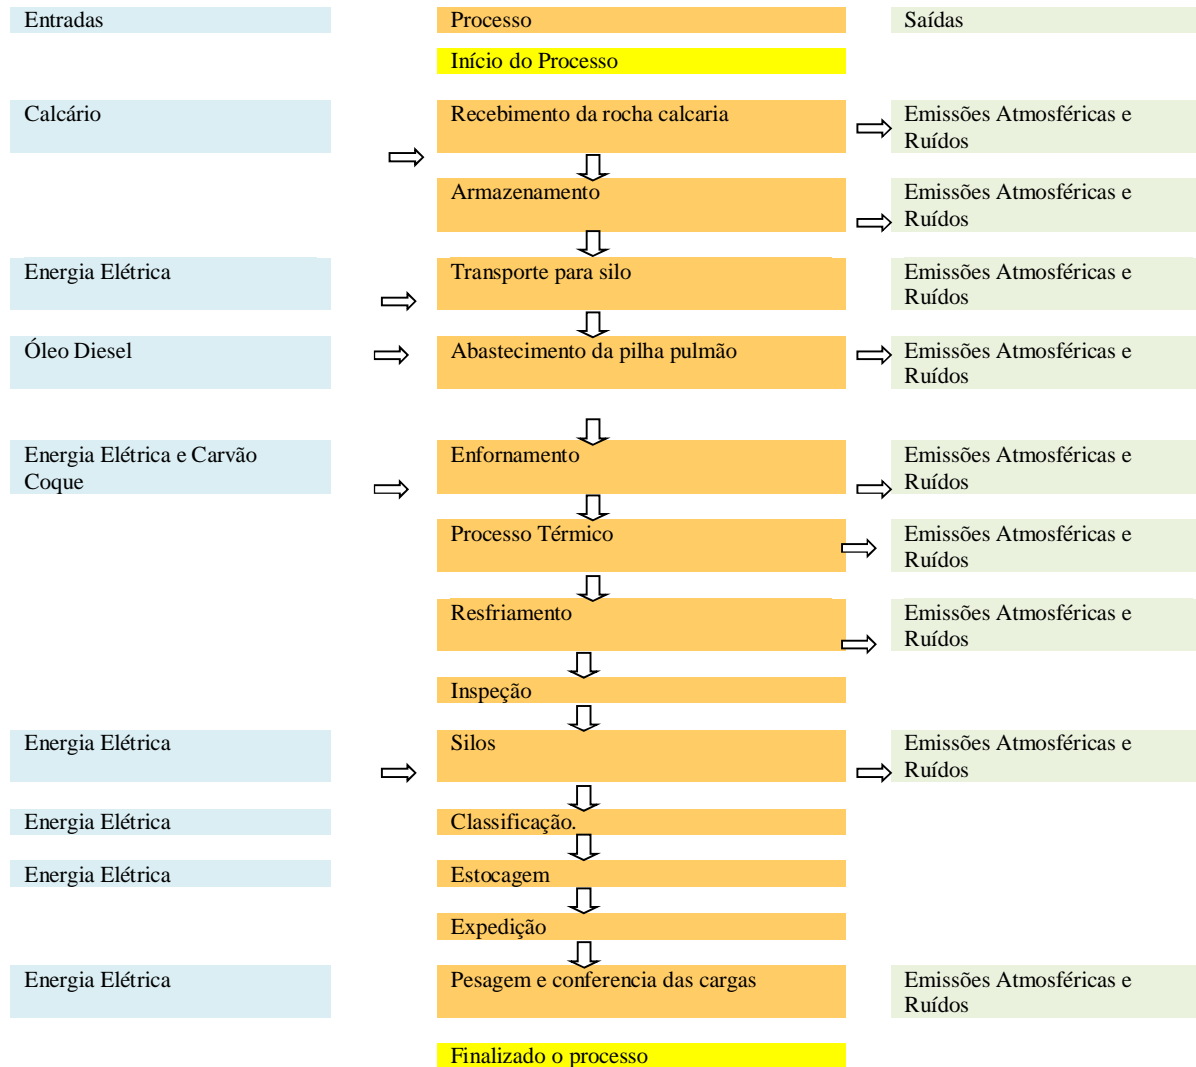 Entradas
Processo
Saídas
Início do Processo
Calcário
Recebimento da rocha calcaria
Emissões Atmosféricas e
Ruídos
Armazenamento
Emissões Atmosféricas e
Ruídos
Energia Elétrica
Transporte para silo
Emissões Atmosféricas e
Ruídos
Óleo Diesel
Abastecimento da pilha pulmão
Emissões Atmosféricas e
Ruídos
Energia Elétrica e Carvão
Coque
Enfornamento
Emissões Atmosféricas e
Ruídos
Processo Térmico
Emissões Atmosféricas e
Ruídos
Resfriamento
Emissões Atmosféricas e
Ruídos
Inspeção
Energia Elétrica
Silos
Emissões Atmosféricas e
Ruídos
Energia Elétrica
Classificação.
Energia Elétrica
Estocagem
Expedição
Energia Elétrica
Pesagem e conferencia das cargas
Emissões Atmosféricas e
Ruídos
Finalizado o processo